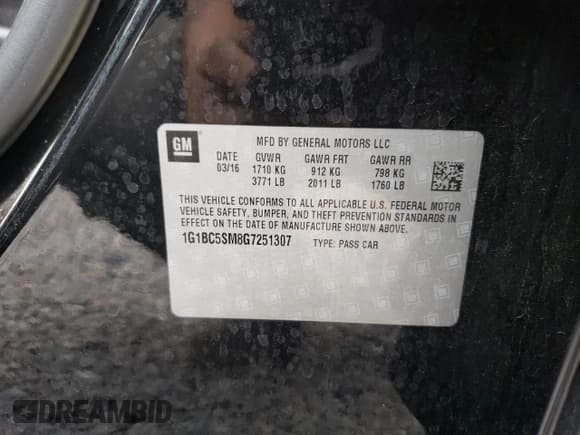 GM
MFD BY GENERAL MOTORS LLC
DATE GVWR GAWR FRT GAWR RR
03/16 1710 KG 912 KG 798 KG
3771 LB 2011 LB 1760 LB
THIS VEHICLE CONFORMS TO ALL APPLICABLE U.S. FEDERAL MOTOR
VEHICLE SAFETY, BUMPER, AND THEFT PREVENTION STANDARDS IN
EFFECT ON THE DATE OF MANUFACTURE SHOWN ABOVE.
1G1BC5SM8G7251307 TYPE: PASS CAR
DREAMBID